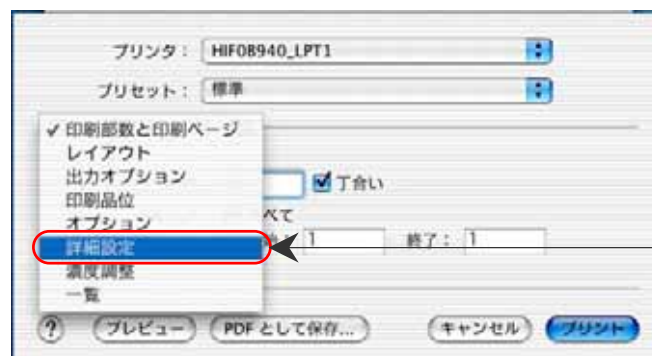 プリンタ： HIF08940_LPT1
プリセット： 標準
✓ 印刷部数と印刷ページ
レイアウト
出力オプション
丁合い
印刷品位
べて
オプション
1 終了： 1
詳細設定
濃度調整
一覧
? プレビュー PDF として保存... キャンセル プリント